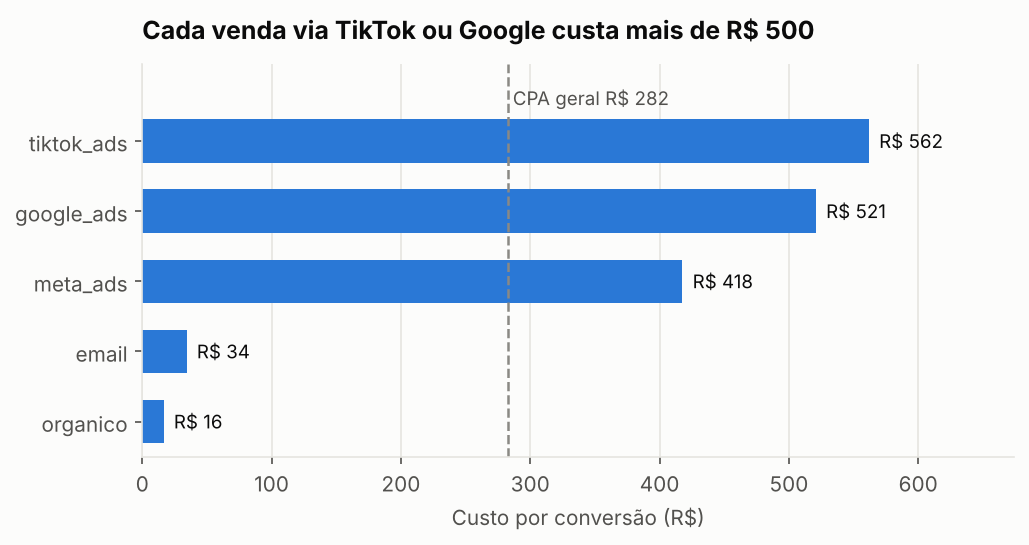 Cada venda via TikTok ou Google custa mais de R$ 500
CPA geral R$ 282
tiktok_ads
R$ 562
google_ads
R$ 521
meta_ads
R$ 418
email
R$ 34
organico
R$ 16
0 100 200 300 400 500 600
Custo por conversão (R$)